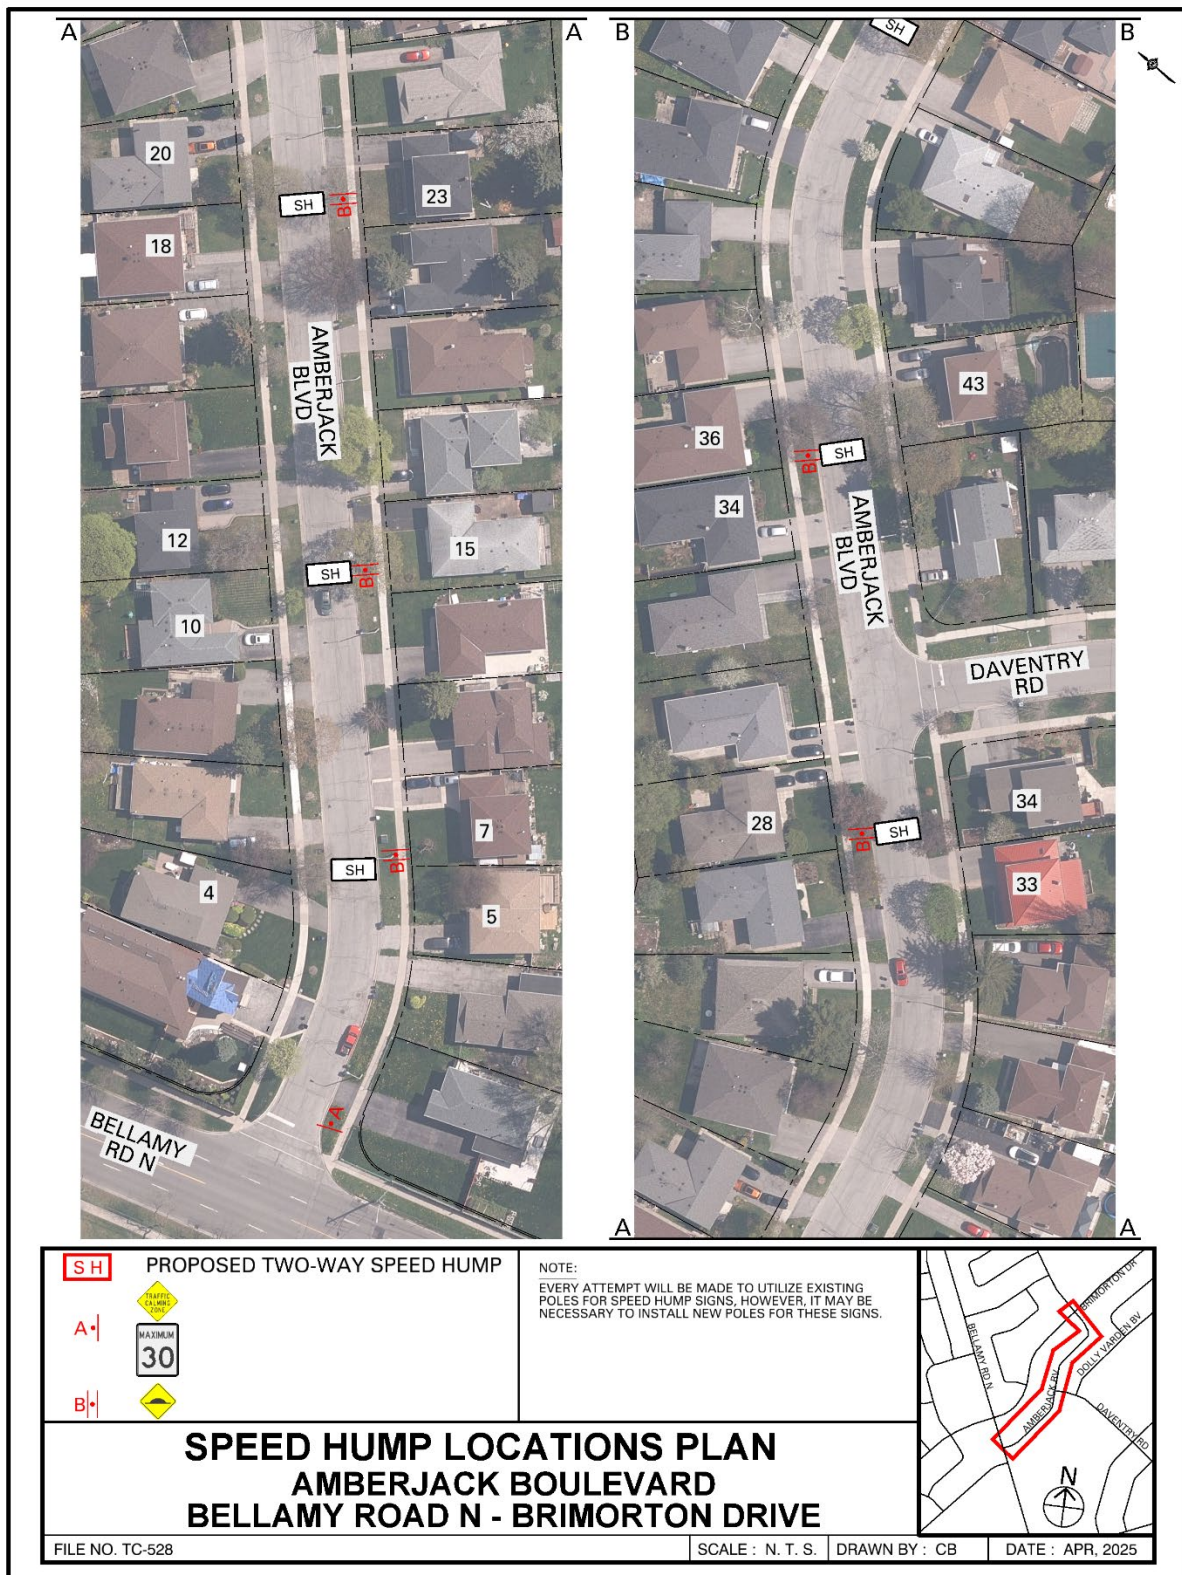 A
A
20
SH
B
23
18
AMBERJACK
BLVD
12
15
SH
B
10
7
SH
B
4
5
A
BELLAMY
RD N
B
B
SH
43
36
B
SH
34
AMBERJACK
BLVD
DAVENTRY
RD
34
28
B
SH
33
A
A
SH
PROPOSED TWO-WAY SPEED HUMP
TRAFFIC
CALMING
ZONE
A
MAXIMUM
30
B
NOTE:
EVERY ATTEMPT WILL BE MADE TO UTILIZE EXISTING
POLES FOR SPEED HUMP SIGNS, HOWEVER, IT MAY BE
NECESSARY TO INSTALL NEW POLES FOR THESE SIGNS.
BRIMORTON DR
BELLAMY RD N
DOLLY VARDEN BV
AMBERJACK BV
DAVENTRY RD
N
SPEED HUMP LOCATIONS PLAN
AMBERJACK BOULEVARD
BELLAMY ROAD N - BRIMORTON DRIVE
FILE NO. TC-528
SCALE : N. T. S.
DRAWN BY : CB
DATE : APR, 2025